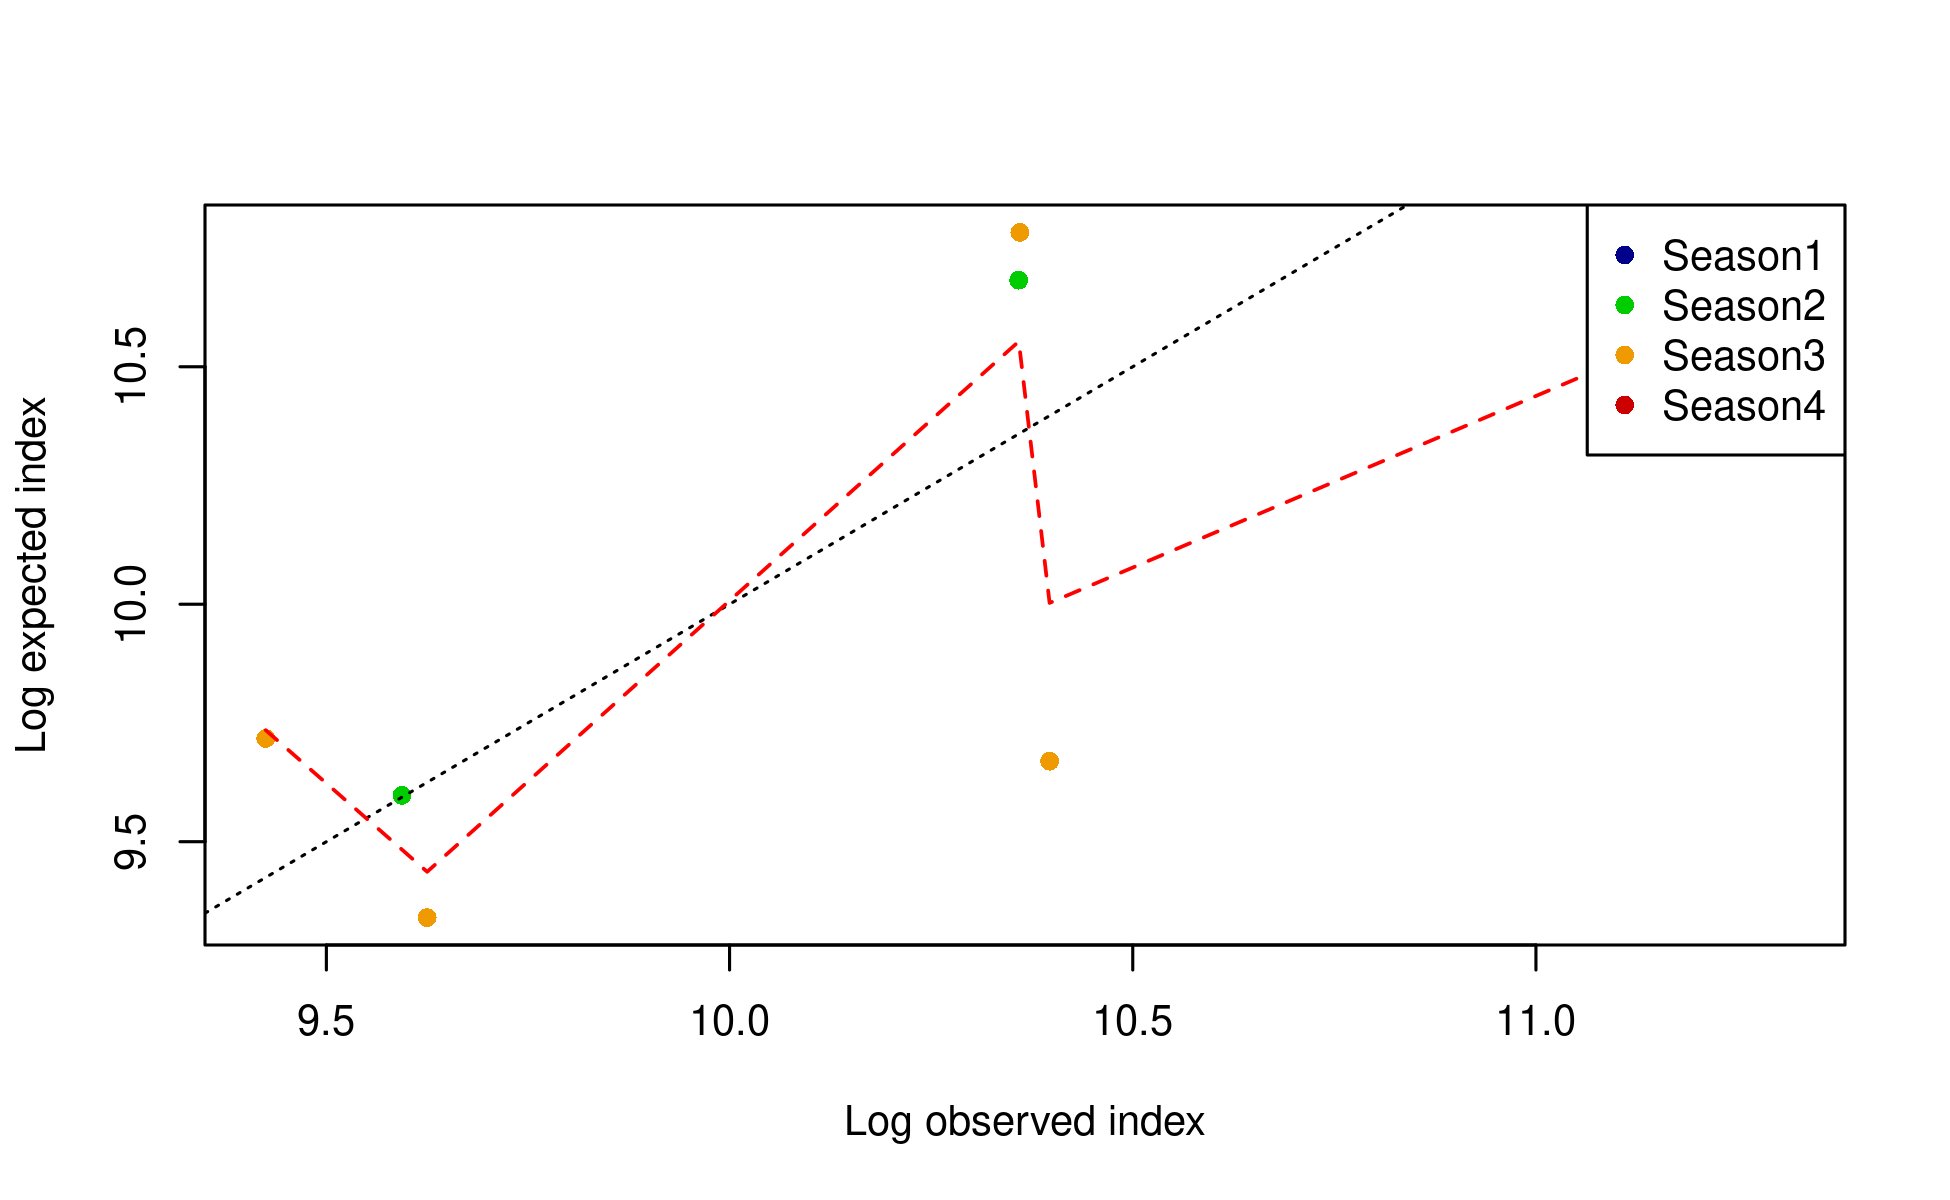 Season1
Season2
Season3
Season4
Log expected index
10.5
10.0
9.5
9.5
10.0
10.5
11.0
Log observed index